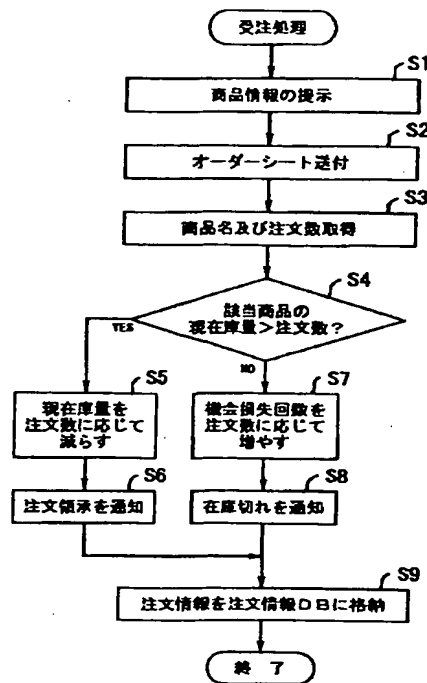 受注処理
S1
商品情報の提示
S2
オーダーシート送付
S3
商品名及び注文数取得
S4
該当商品の
現在庫量>注文数?
YES
NO
S5
現在庫量を
注文数に応じて
減らす
S7
機会損失回数を
注文数に応じて
増やす
S6
注文領承を通知
S8
在庫切れを通知
S9
注文情報を注文情報DBに格納
終 了